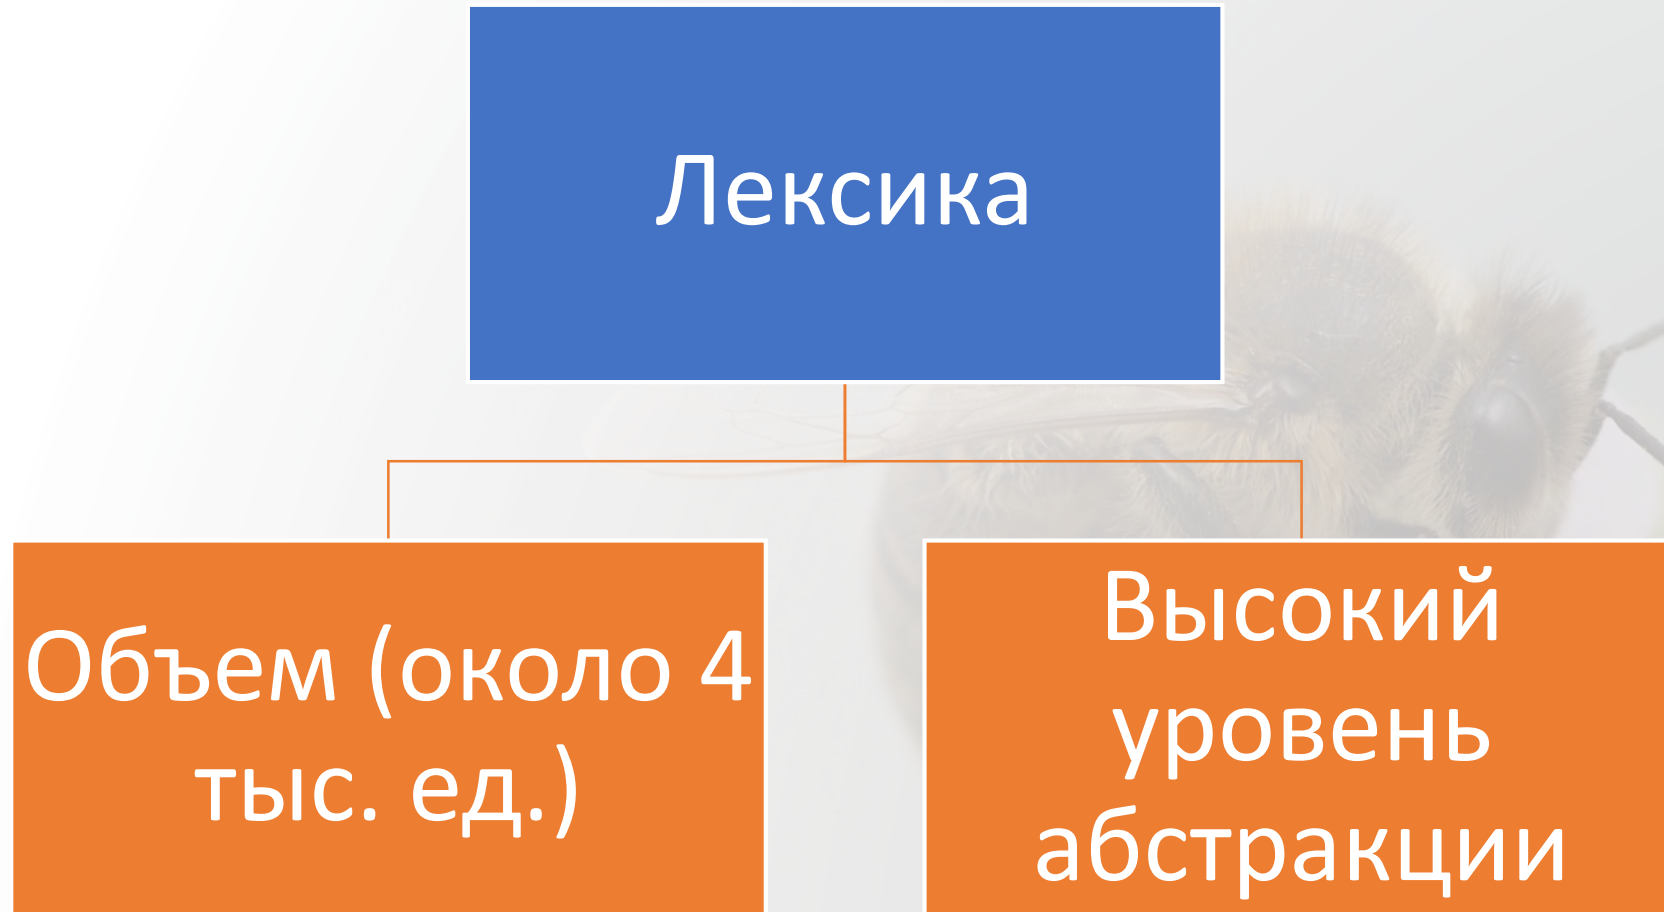 Лексика
Объем (около 4
тыс. ед.)
Высокий
уровень
абстракции